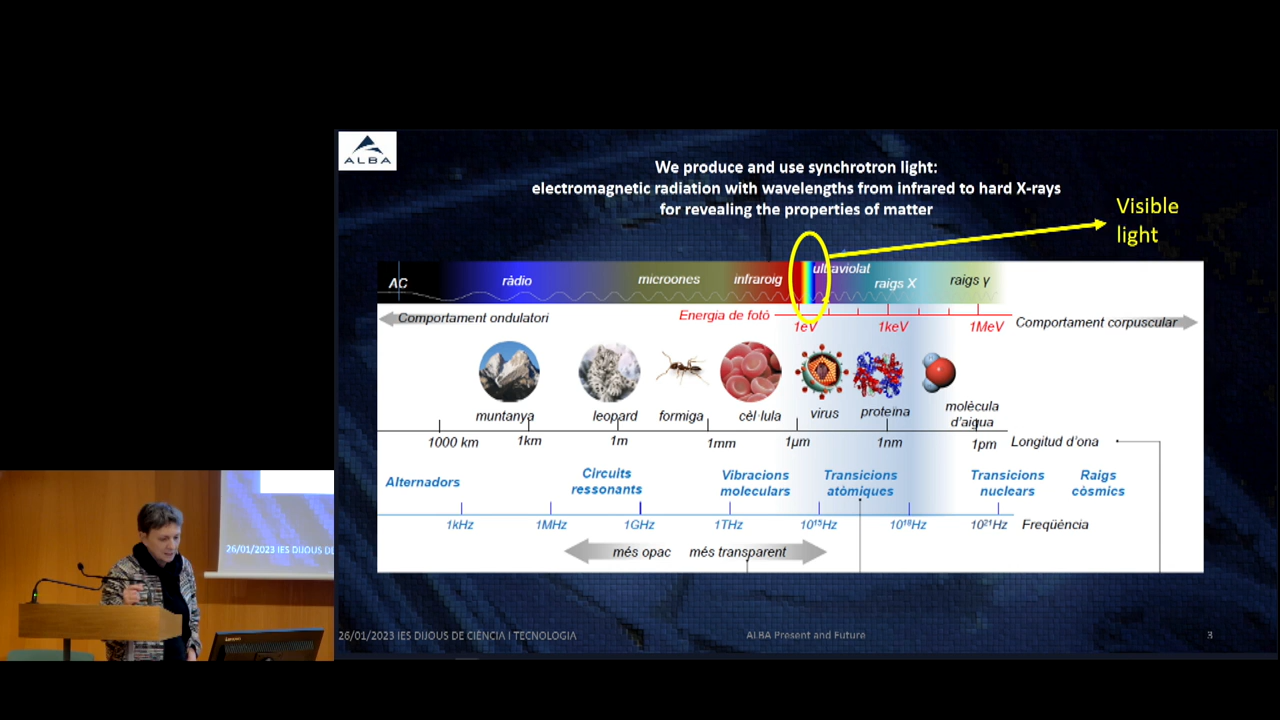 ALBA
We produce and use synchrotron light:
electromagnetic radiation with wavelengths from infrared to hard X-rays
for revealing the properties of matter
Visible
light
AC
ràdio
microones
infraroig
ultraviolat
raigs X
raigs γ
Comportament ondulatori
Energia de fotó
1eV
1keV
1MeV
Comportament corpuscular
muntanya
leopard
formiga
cèl·lula
virus
proteïna
molècula
d'aigua
1000 km
1km
1m
1mm
1μm
1nm
1pm
Longitud d'ona
Alternadors
Circuits
ressonants
Vibracions
moleculars
Transicions
atòmiques
Transicions
nuclears
Raigs
còsmics
1kHz
1MHz
1GHz
1THz
10¹⁵Hz
10¹⁸Hz
10²¹Hz
Freqüència
més opac
més transparent
26/01/2023 IES DIJOUS DE CIÈNCIA I TECNOLOGIA
ALBA Present and Future
3
26/01/2023 IES DIJOUS D
Lenovo